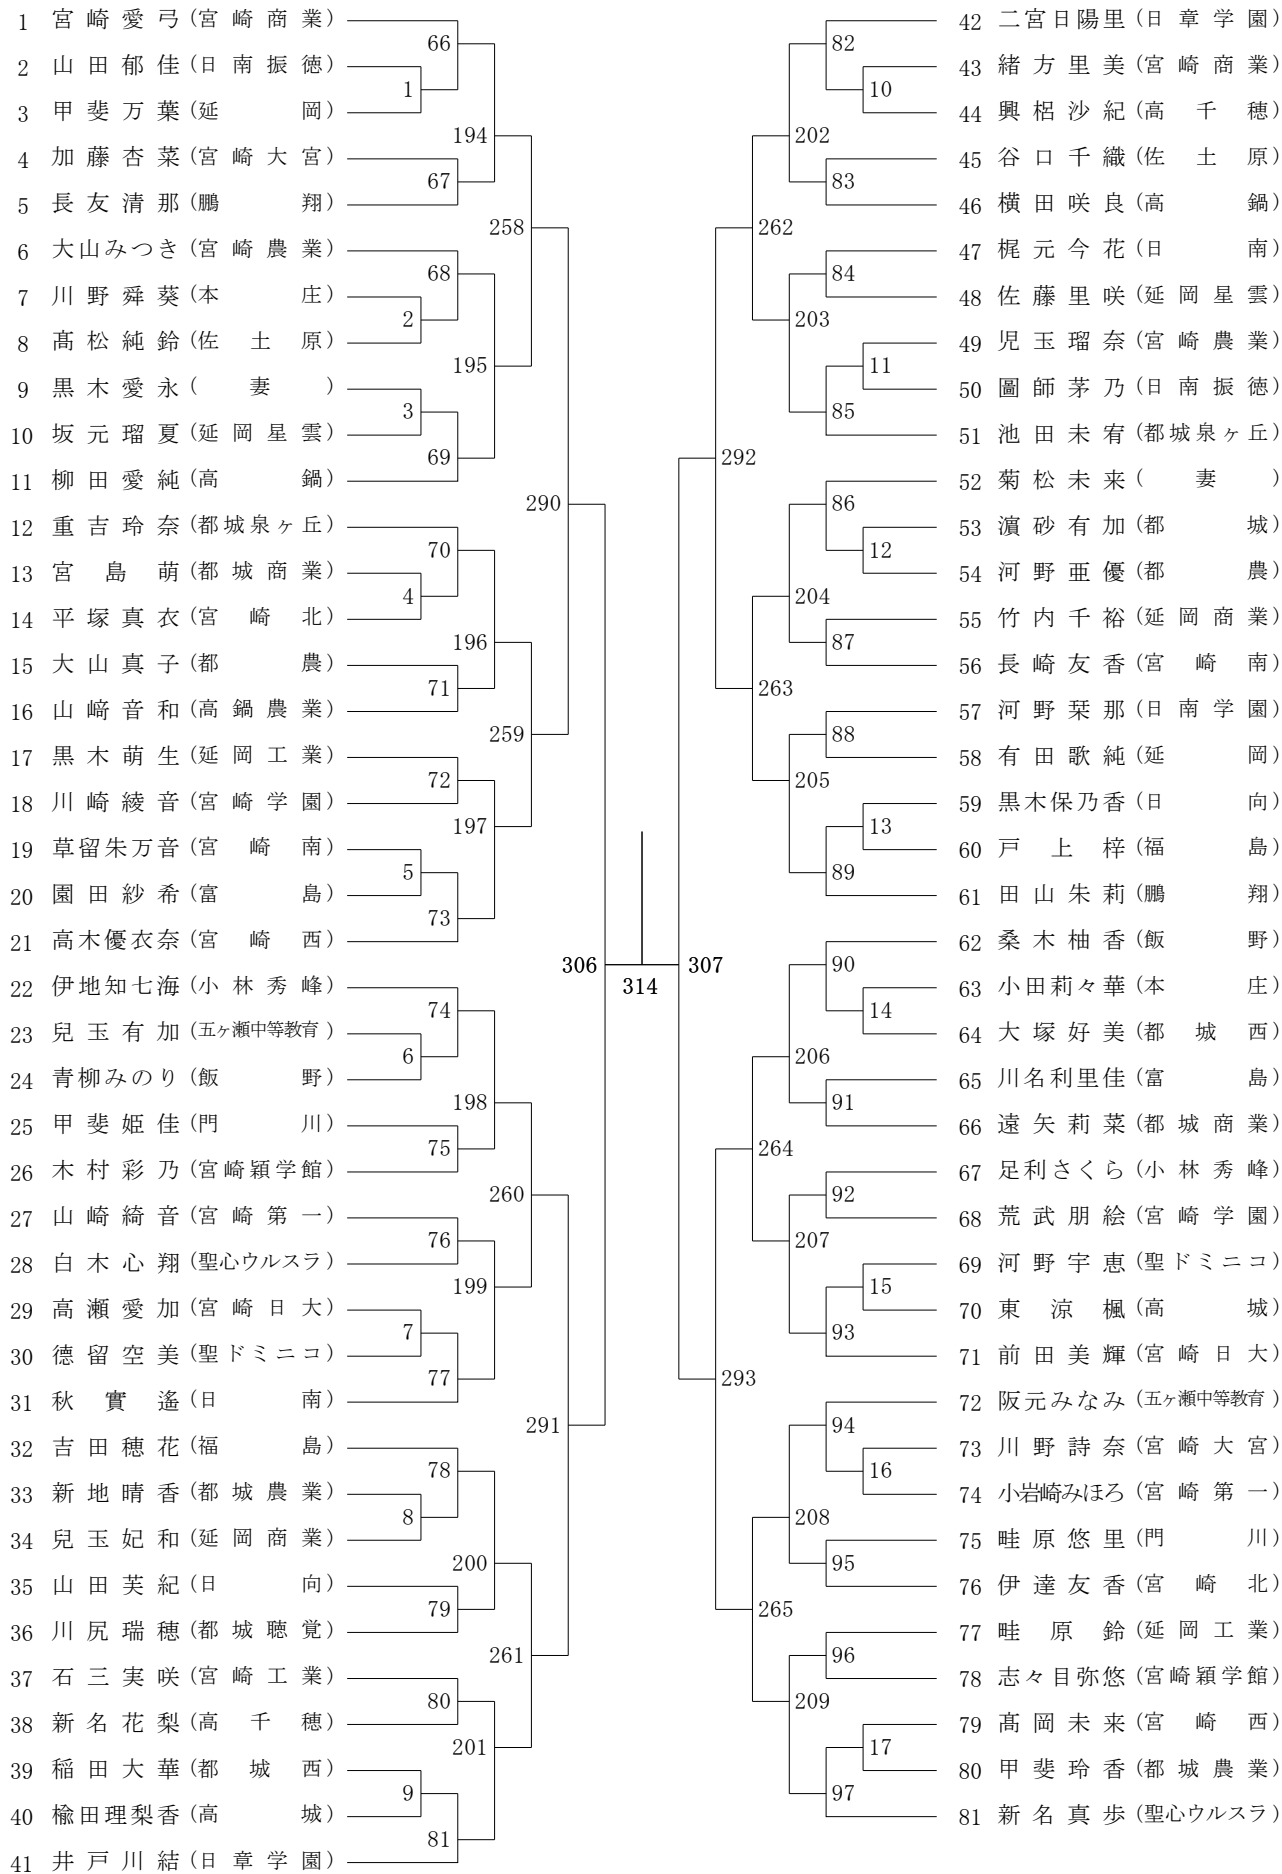 1 宮崎愛弓(宮崎商業)
2 山田郁佳(日南振徳)
3 甲斐万葉(延岡)
4 加藤杏菜(宮崎大宮)
5 長友清那(鵬翔)
6 大山みつき(宮崎農業)
7 川野舜葵(本庄)
8 髙松純鈴(佐土原)
9 黒木愛永(妻)
10 坂元瑠夏(延岡星雲)
11 柳田愛純(高鍋)
12 重吉玲奈(都城泉ヶ丘)
13 宮島萌(都城商業)
14 平塚真衣(宮崎北)
15 大山真子(都農)
16 山﨑音和(高鍋農業)
17 黒木萌生(延岡工業)
18 川崎綾音(宮崎学園)
19 草留朱万音(宮崎南)
20 園田紗希(富島)
21 高木優衣奈(宮崎西)
22 伊地知七海(小林秀峰)
23 兒玉有加(五ヶ瀬中等教育)
24 青柳みのり(飯野)
25 甲斐姫佳(門川)
26 木村彩乃(宮崎穎学館)
27 山崎綺音(宮崎第一)
28 白木心翔(聖心ウルスラ)
29 高瀬愛加(宮崎日大)
30 德留空美(聖ドミニコ)
31 秋實遙(日南)
32 吉田穂花(福島)
33 新地晴香(都城農業)
34 兒玉妃和(延岡商業)
35 山田芙紀(日向)
36 川尻瑞穂(都城聴覚)
37 石三実咲(宮崎工業)
38 新名花梨(高千穂)
39 稲田大華(都城西)
40 楡田理梨香(高城)
41 井戸川結(日章学園)
66
1
194
67
258
68
2
195
3
69
290
70
4
196
71
259
72
197
5
73
306
74
6
198
75
260
76
199
7
77
291
78
8
200
79
261
80
201
9
81
314
307
82
10
202
83
262
84
203
11
85
292
86
12
204
87
263
88
205
13
89
90
14
206
91
264
92
207
15
93
293
94
16
208
95
265
96
209
17
97
42 二宮日陽里(日章学園)
43 緒方里美(宮崎商業)
44 興梠沙紀(高千穂)
45 谷口千織(佐土原)
46 横田咲良(高鍋)
47 梶元今花(日南)
48 佐藤里咲(延岡星雲)
49 児玉瑠奈(宮崎農業)
50 圖師茅乃(日南振徳)
51 池田未宥(都城泉ヶ丘)
52 菊松未来(妻)
53 濵砂有加(都城)
54 河野亜優(都農)
55 竹内千裕(延岡商業)
56 長崎友香(宮崎南)
57 河野栞那(日南学園)
58 有田歌純(延岡)
59 黒木保乃香(日向)
60 戸上梓(福島)
61 田山朱莉(鵬翔)
62 桑木柚香(飯野)
63 小田莉々華(本庄)
64 大塚好美(都城西)
65 川名利里佳(富島)
66 遠矢莉菜(都城商業)
67 足利さくら(小林秀峰)
68 荒武朋絵(宮崎学園)
69 河野宇恵(聖ドミニコ)
70 東涼楓(高城)
71 前田美輝(宮崎日大)
72 阪元みなみ(五ヶ瀬中等教育)
73 川野詩奈(宮崎大宮)
74 小岩崎みほろ(宮崎第一)
75 畦原悠里(門川)
76 伊達友香(宮崎北)
77 畦原鈴(延岡工業)
78 志々目弥悠(宮崎穎学館)
79 髙岡未来(宮崎西)
80 甲斐玲香(都城農業)
81 新名真歩(聖心ウルスラ)